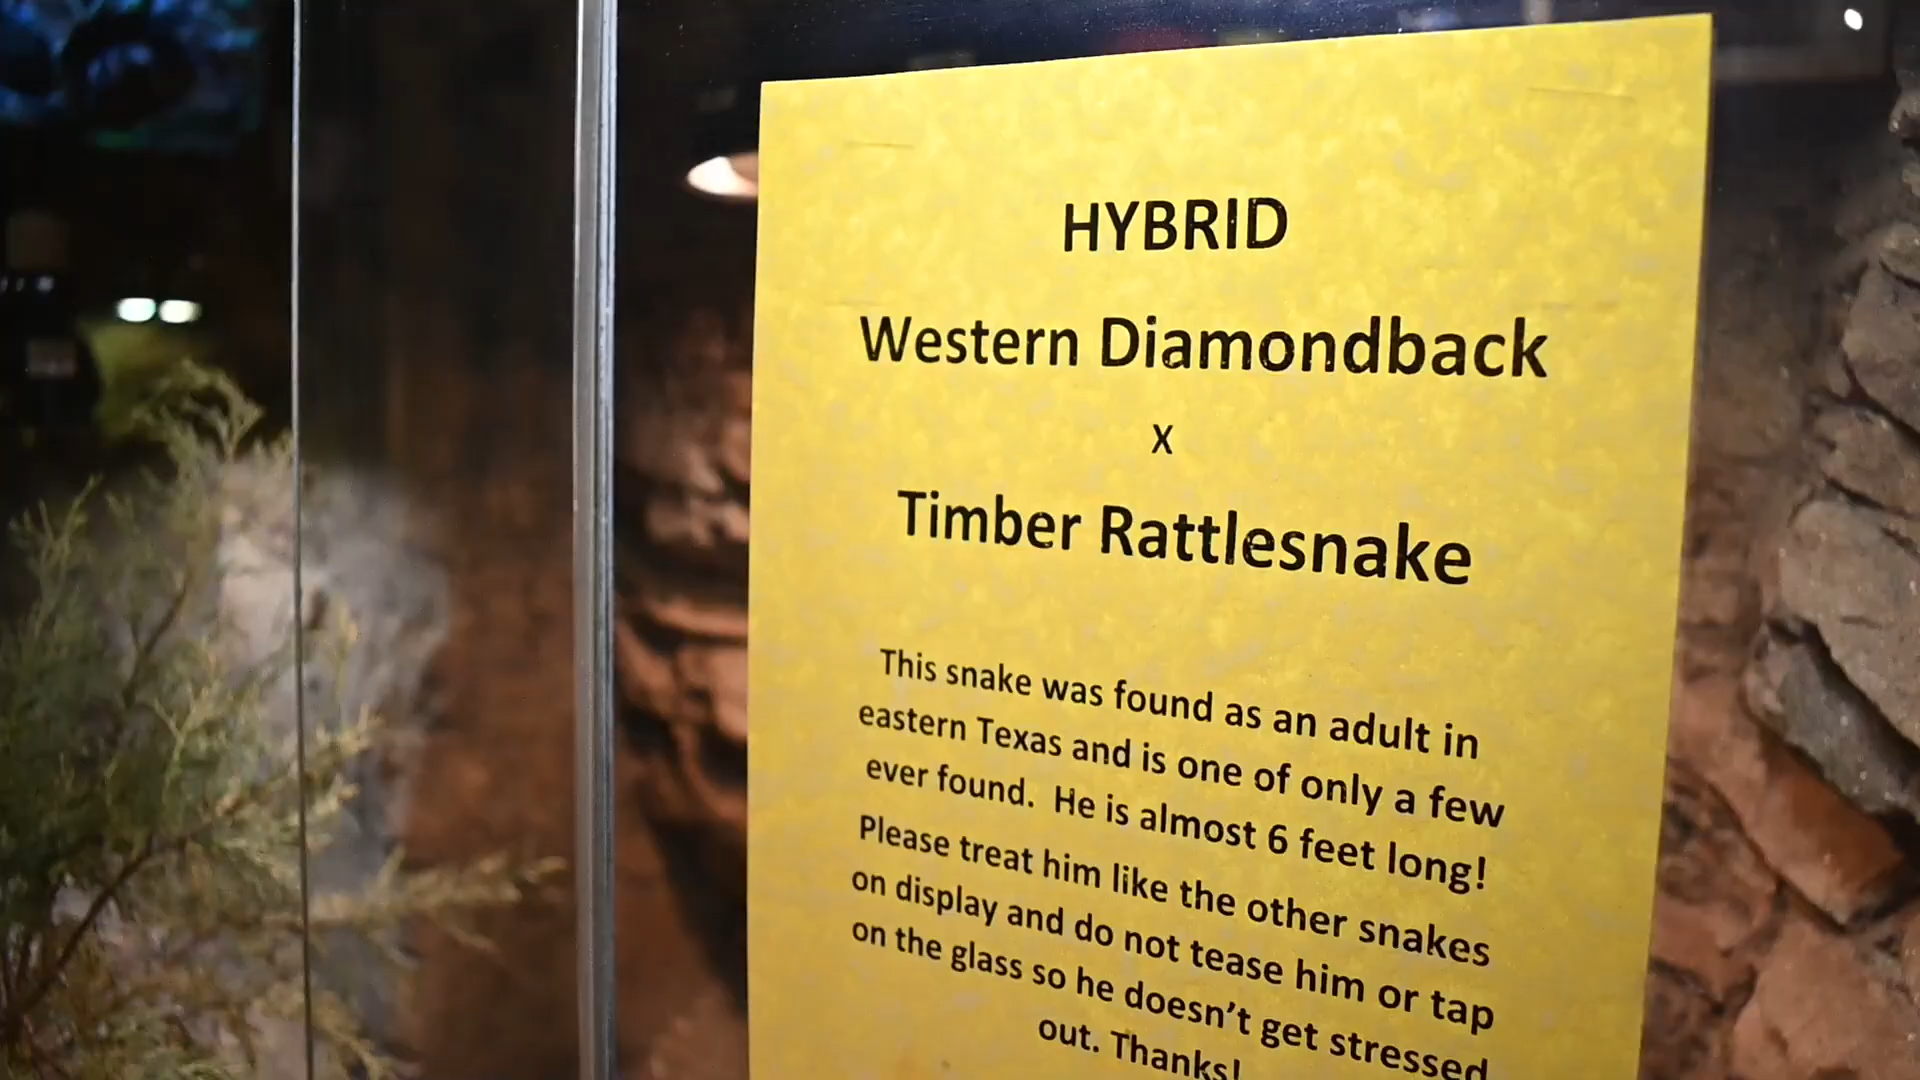 HYBRID
Western Diamondback
X
Timber Rattlesnake
This snake was found as an adult in
eastern Texas and is one of only a few
ever found. He is almost 6 feet long!
Please treat him like the other snakes
on display and do not tease him or tap
on the glass so he doesn't get stressed
out. Thanks!